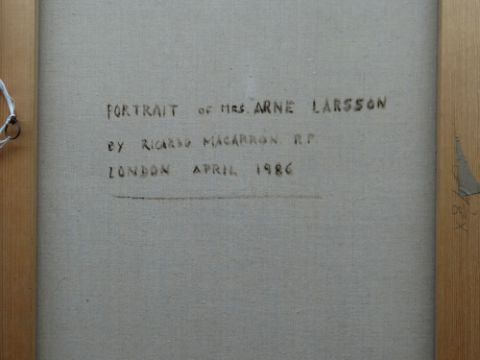 PORTRAIT OF MRS. ARNE LARSSON
BY RICARDO MACARRON R.P.
LONDON APRIL 1986